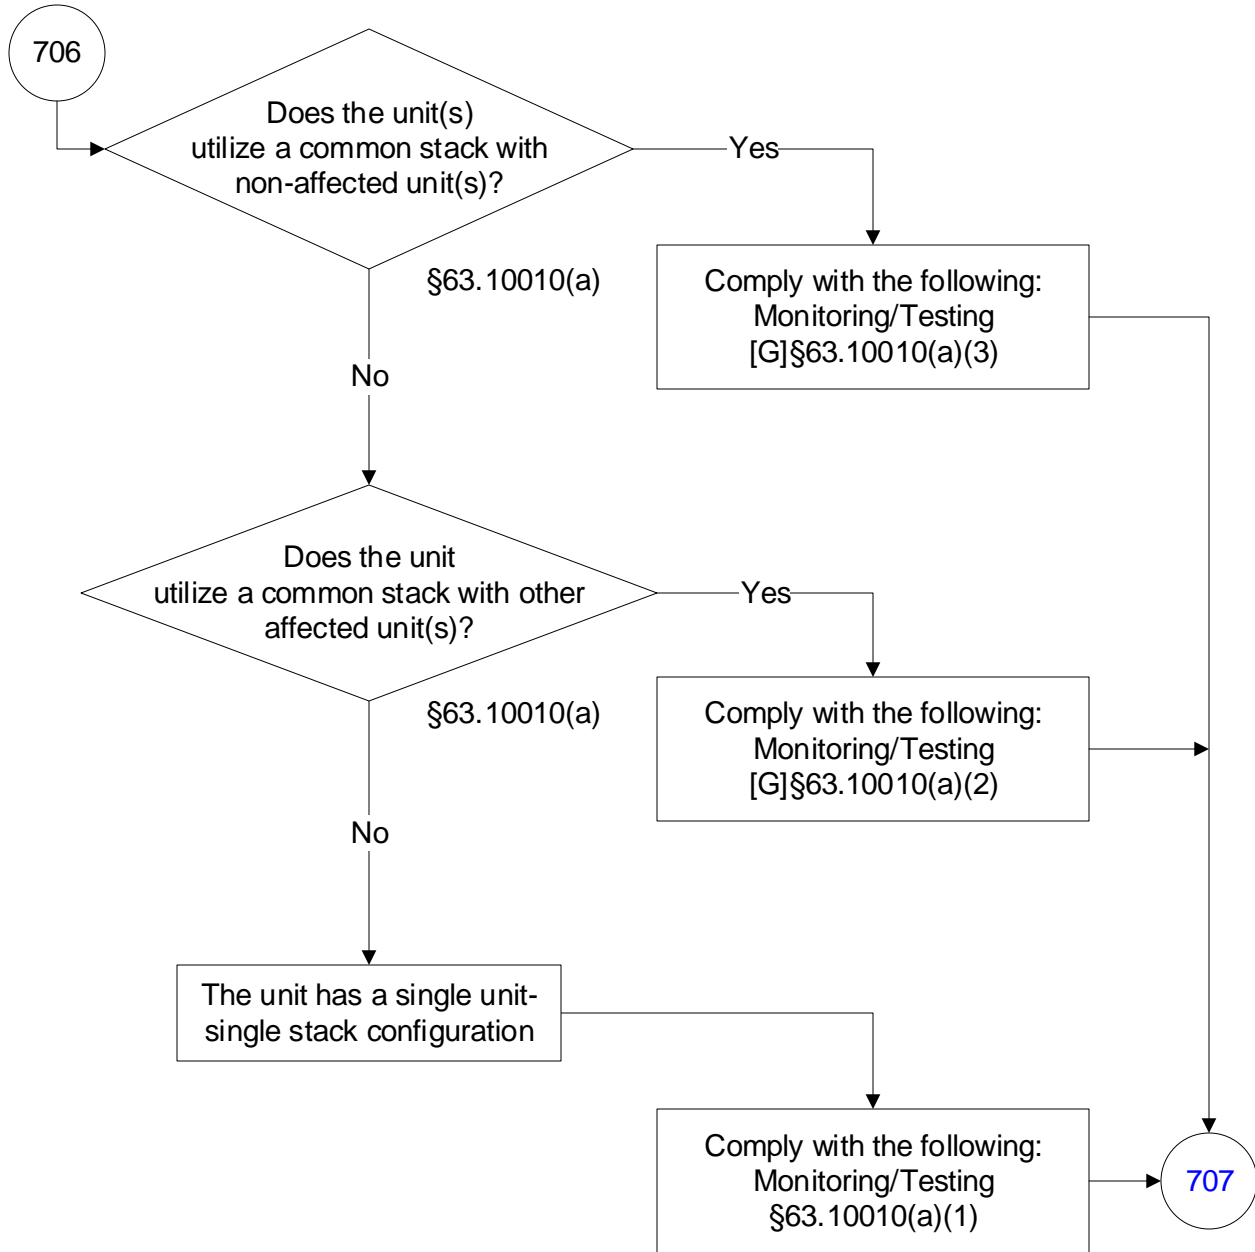 706
Does the unit(s)
utilize a common stack with
non-affected unit(s)?
Yes
§63.10010(a)
Comply with the following:
Monitoring/Testing
[G]§63.10010(a)(3)
No
Does the unit
utilize a common stack with other
affected unit(s)?
Yes
§63.10010(a)
Comply with the following:
Monitoring/Testing
[G]§63.10010(a)(2)
No
The unit has a single unit-
single stack configuration
Comply with the following:
Monitoring/Testing
§63.10010(a)(1)
707